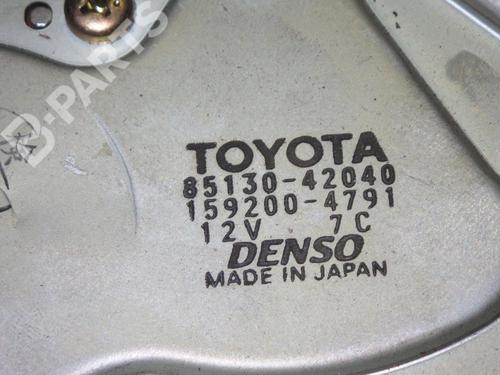 B-PARTS
TOYOTA
85130-42040
159200-4791
12V 7C
DENSO
MADE IN JAPAN